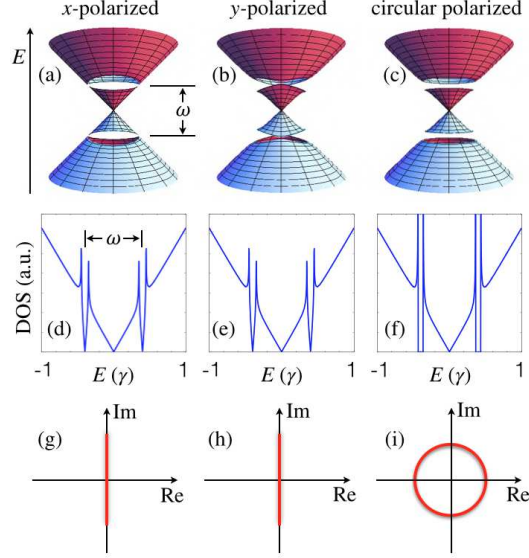 x-polarized y-polarized circular polarized
E
(a) (b) (c)
ω
ω
DOS (a.u.)
(d) (e) (f)
-1 1 -1 1 -1 1
E (γ) E (γ) E (γ)
Im Im Im
(g) (h) (i)
Re Re Re